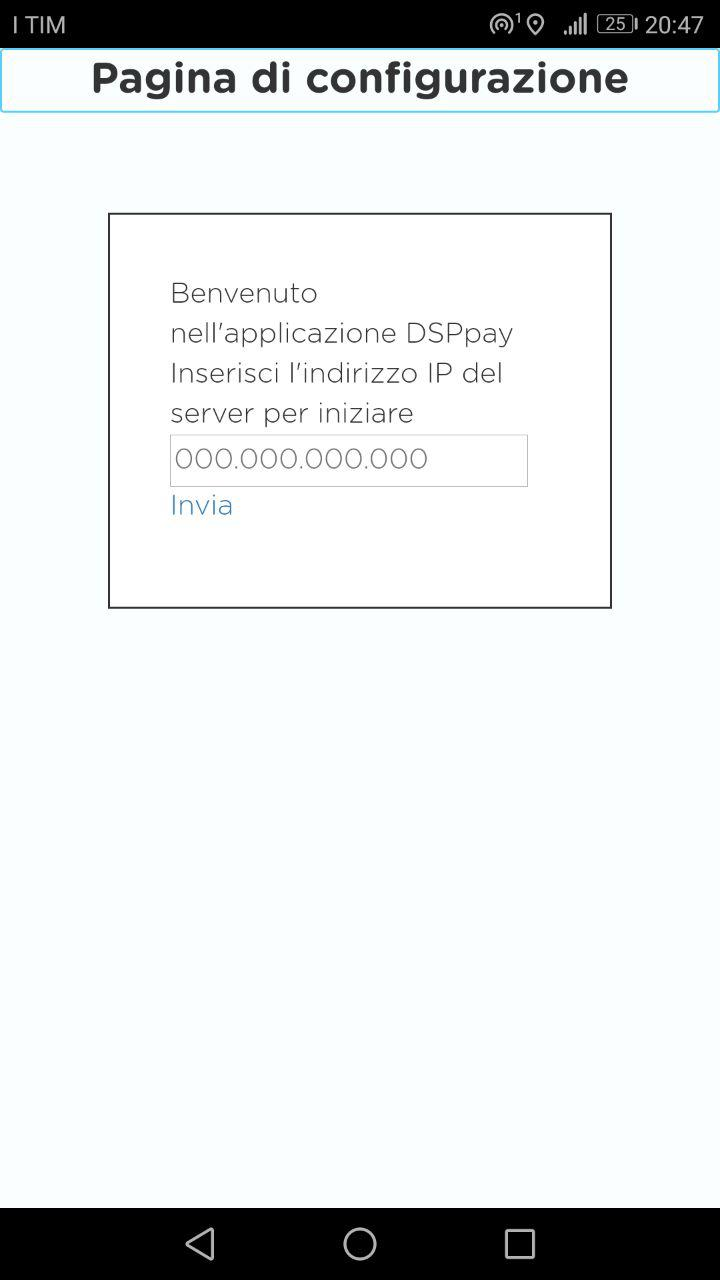 I TIM 1 25 20:47
Pagina di configurazione
Benvenuto
nell'applicazione DSPpay
Inserisci l'indirizzo IP del
server per iniziare
000.000.000.000
Invia